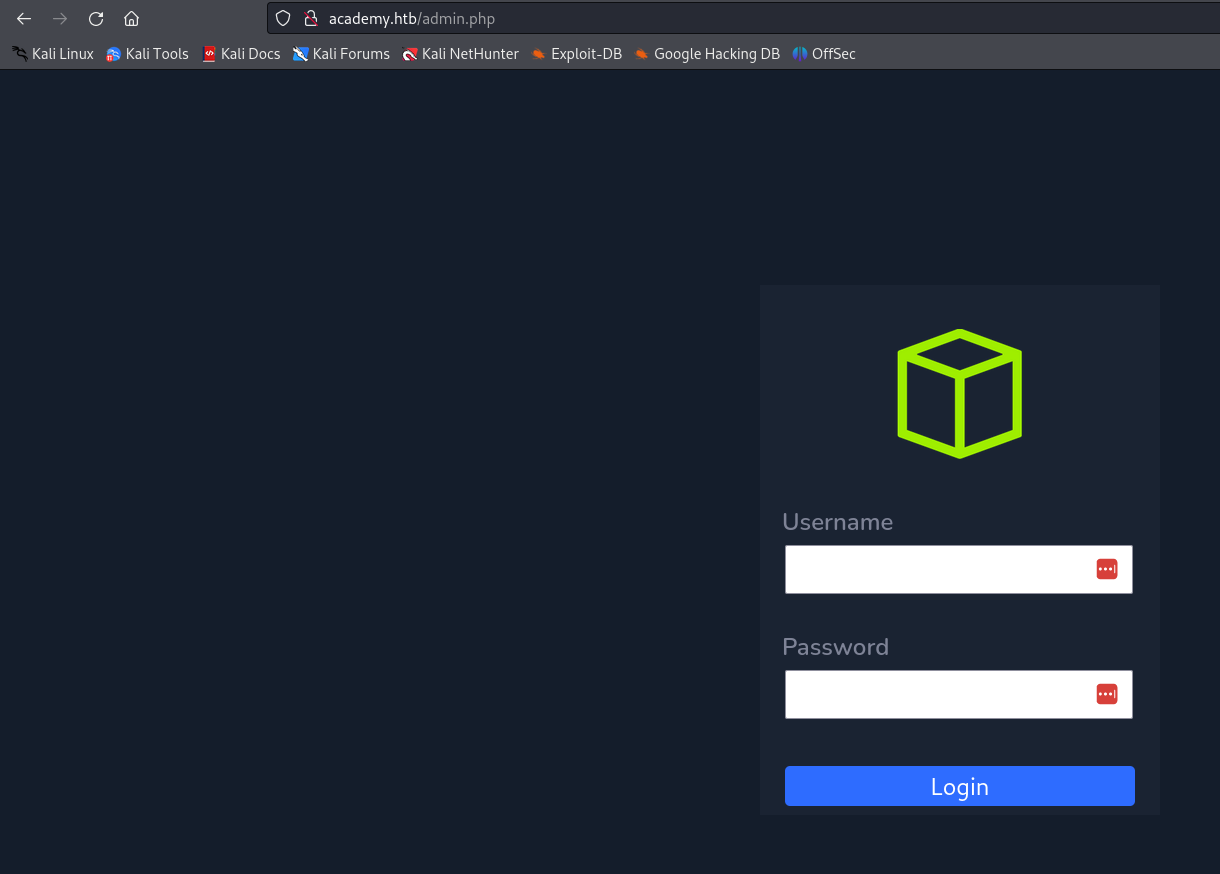 academy.htb/admin.php
Kali Linux Kali Tools Kali Docs Kali Forums Kali NetHunter Exploit-DB Google Hacking DB OffSec
Username
Password
Login